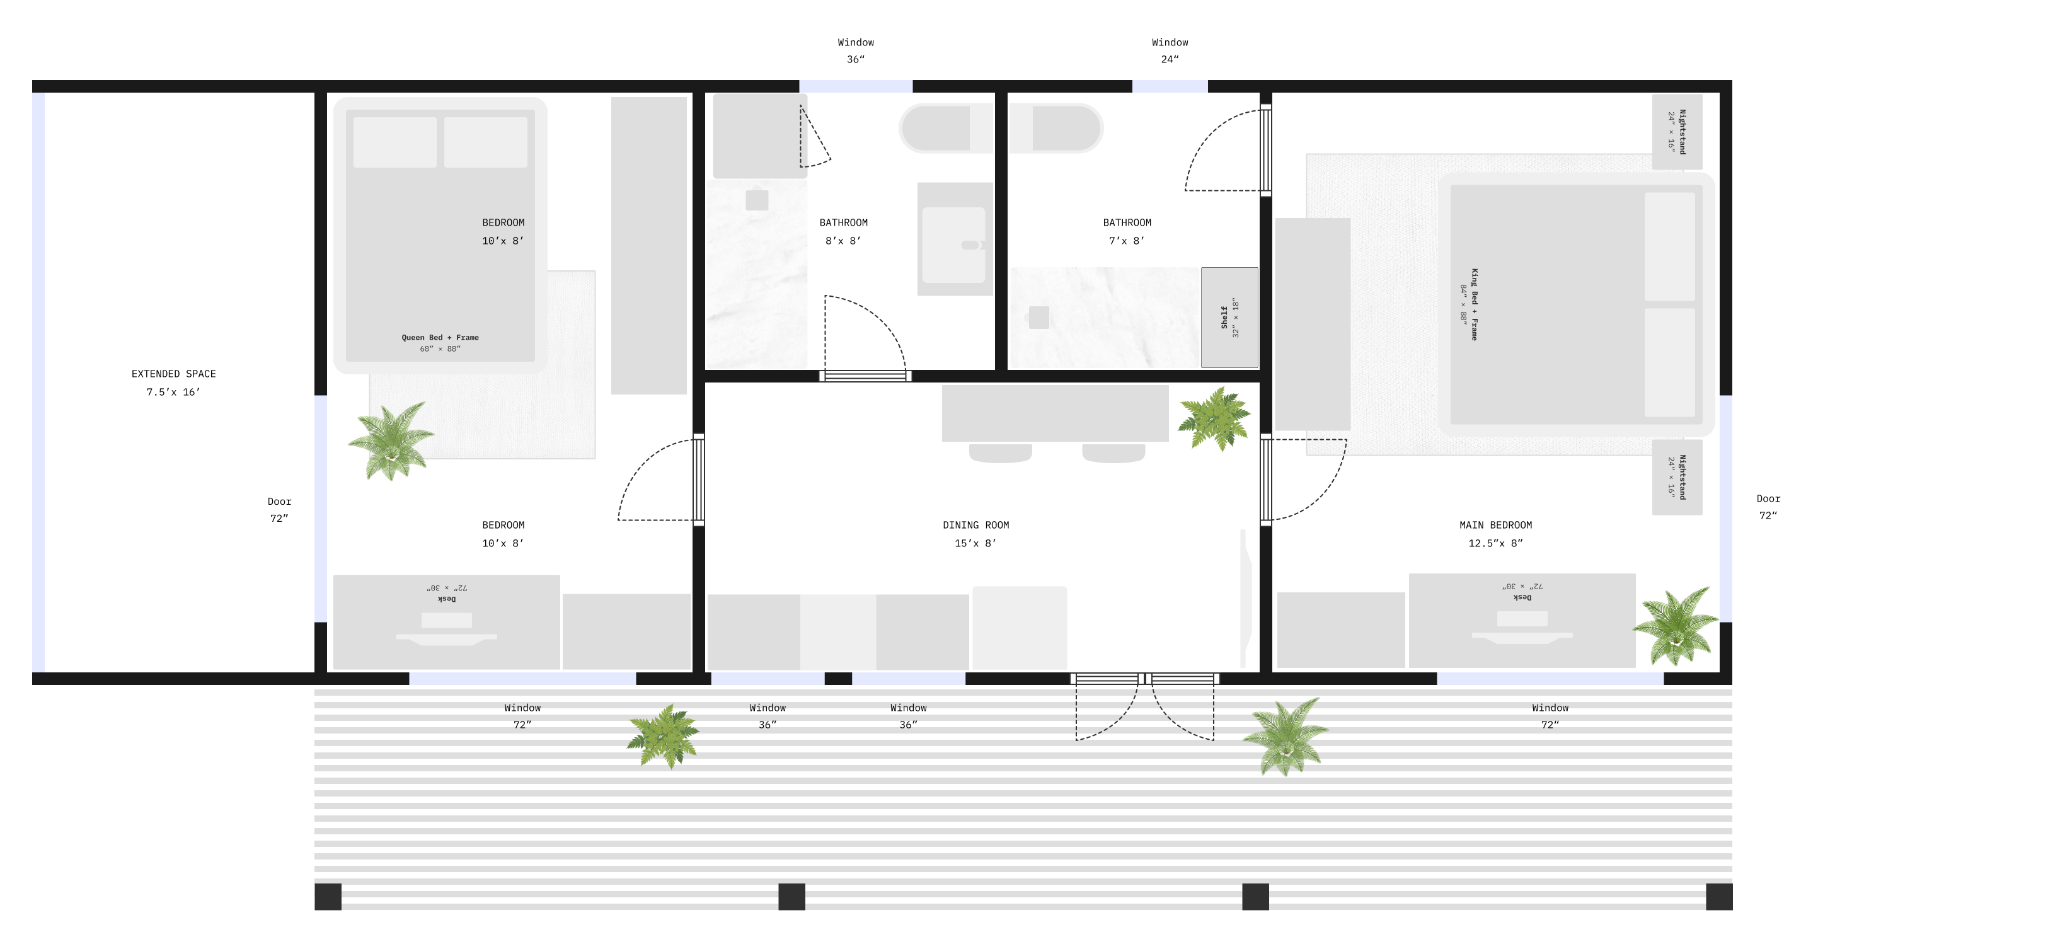 Window
36“
Window
24“
Nightstand
24” × 16”
BEDROOM
10’x 8’
BATHROOM
8’x 8’
BATHROOM
7’x 8’
Shelf
32” × 18”
King Bed + Frame
84” × 88”
Queen Bed + Frame
68” × 88”
EXTENDED SPACE
7.5’x 16’
Nightstand
24” × 16”
Door
72”
Door
72“
BEDROOM
10’x 8’
DINING ROOM
15’x 8’
MAIN BEDROOM
12.5”x 8”
Desk
72” × 30”
Desk
72” × 30”
Window
72”
Window
36”
Window
36”
Window
72“